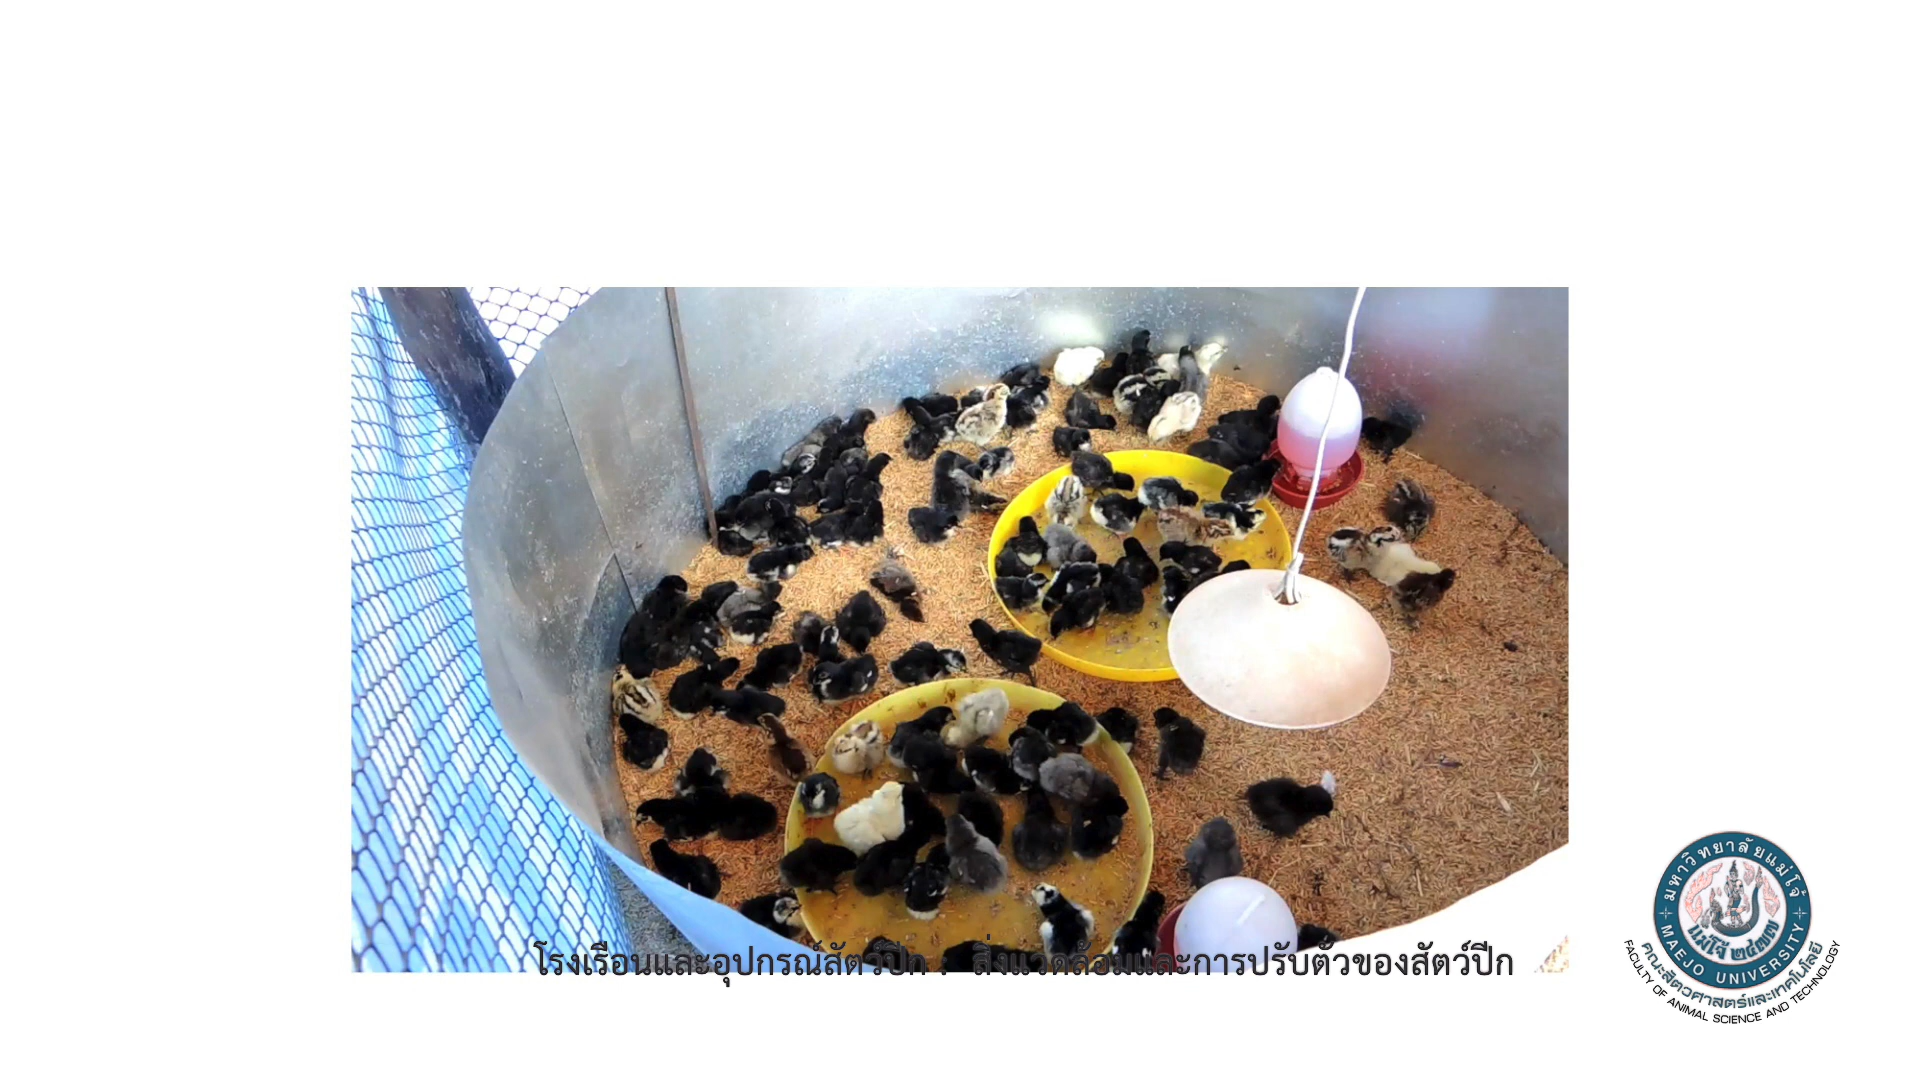 โรงเรือนและอุปกรณ์สัตว์ปีก : สิ่งแวดล้อมและการปรับตัวของสัตว์ปีก
มหาวิทยาลัยแม่โจ้
แม่โจ้ ๒๔๗๗
MAEJO UNIVERSITY
คณะสัตวศาสตร์และเทคโนโลยี
FACULTY OF ANIMAL SCIENCE AND TECHNOLOGY